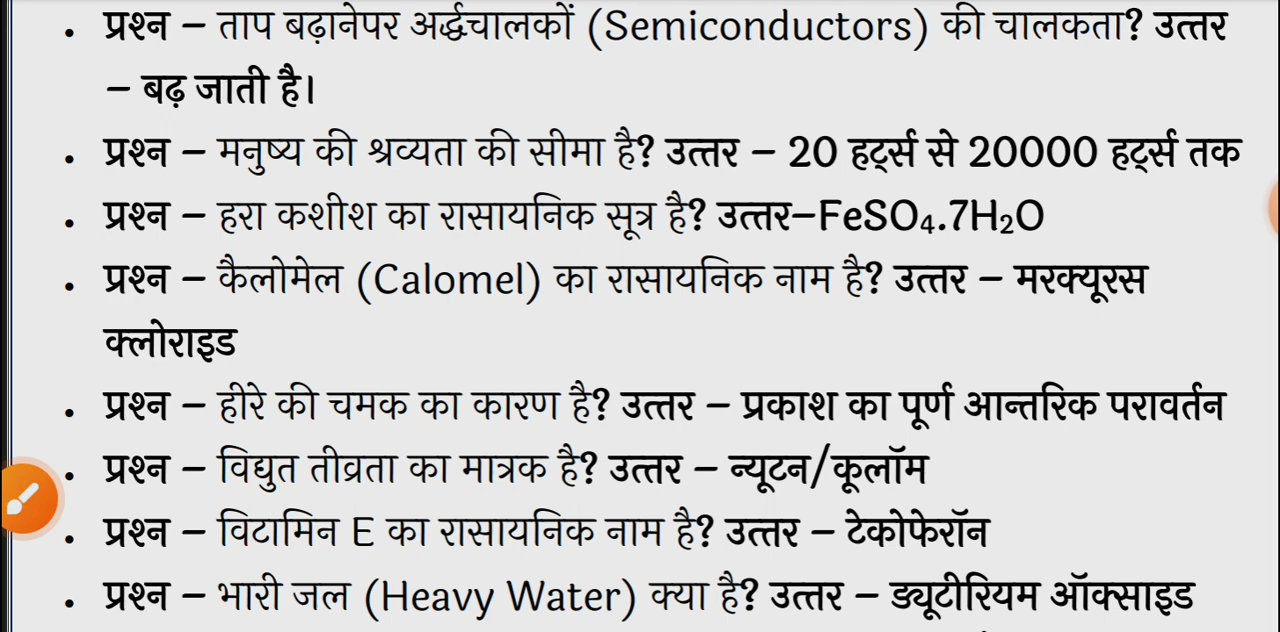 • प्रश्न – ताप बढ़ानेपर अर्द्धचालकों (Semiconductors) की चालकता? उत्तर
– बढ़ जाती है।
• प्रश्न – मनुष्य की श्रव्यता की सीमा है? उत्तर – 20 हर्ट्स से 20000 हर्ट्स तक
• प्रश्न – हरा कशीश का रासायनिक सूत्र है? उत्तर–FeSO₄.7H₂O
• प्रश्न – कैलोमेल (Calomel) का रासायनिक नाम है? उत्तर – मरक्यूरस
क्लोराइड
• प्रश्न – हीरे की चमक का कारण है? उत्तर – प्रकाश का पूर्ण आन्तरिक परावर्तन
• प्रश्न – विद्युत तीव्रता का मात्रक है? उत्तर – न्यूटन/कूलॉम
• प्रश्न – विटामिन E का रासायनिक नाम है? उत्तर – टेकोफेरॉन
• प्रश्न – भारी जल (Heavy Water) क्या है? उत्तर – ड्यूटीरियम ऑक्साइड